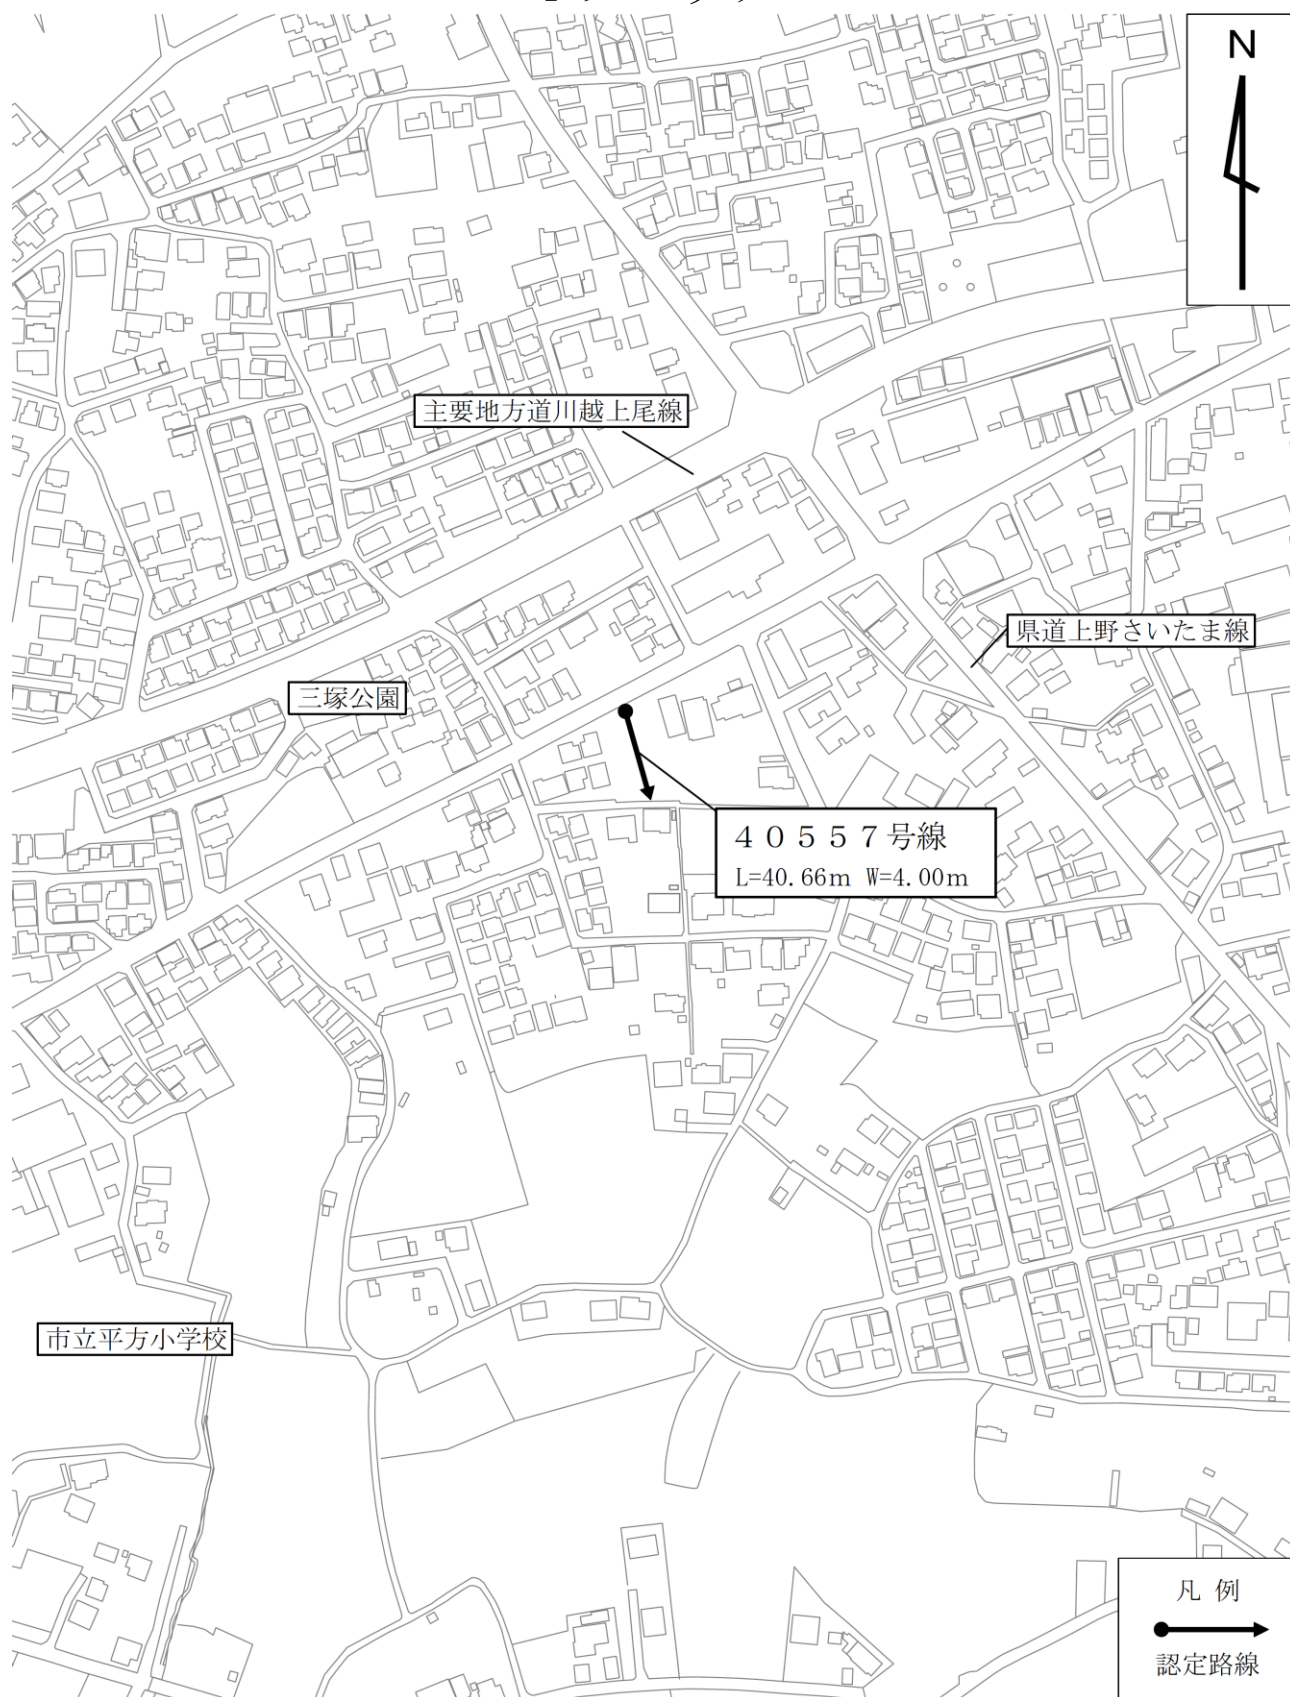 N
主要地方道川越上尾線
県道上野さいたま線
三塚公園
４０５５７号線
L=40.66m W=4.00m
市立平方小学校
凡 例
認定路線